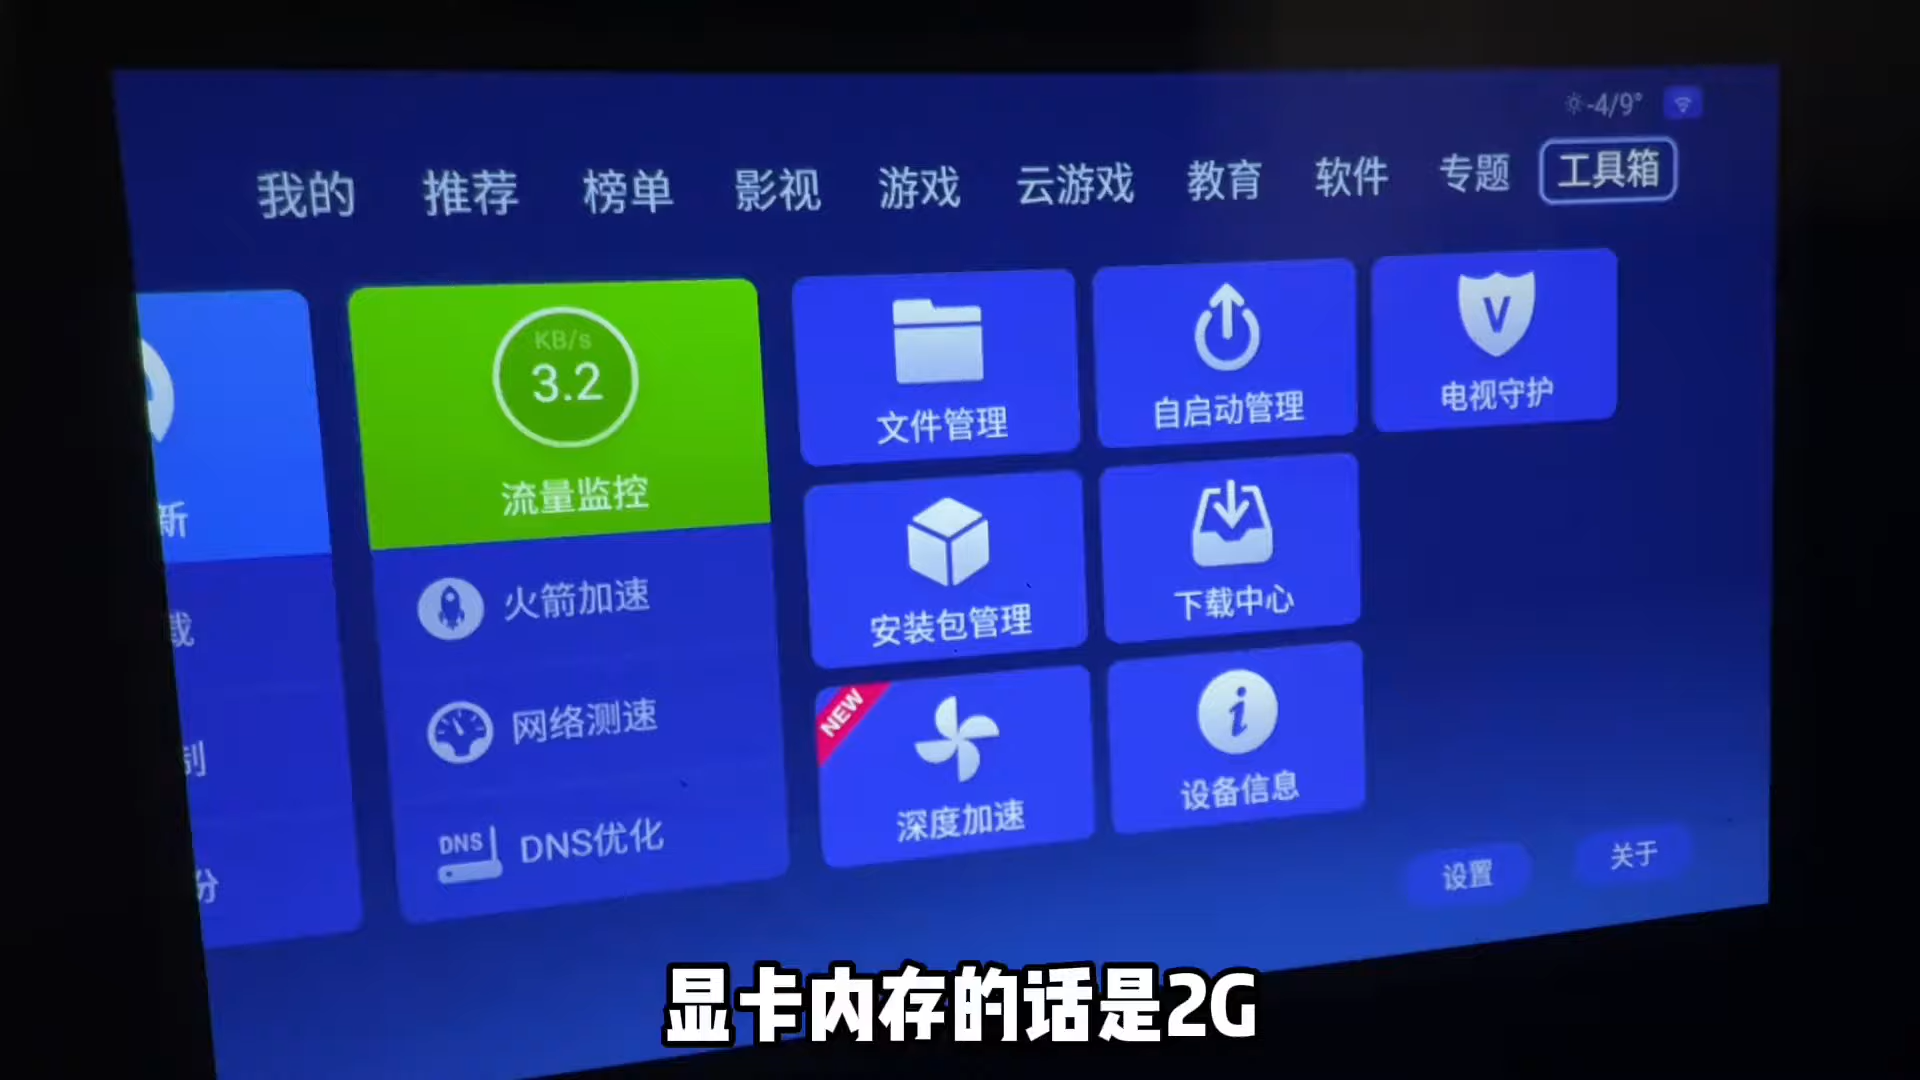 -4/9°
我的 推荐 榜单 影视 游戏 云游戏 教育 软件 专题 工具箱
新
载
制
份
KB/s
3.2
流量监控
火箭加速
网络测速
DNS
DNS优化
文件管理
自启动管理
V
电视守护
安装包管理
下载中心
NEW
深度加速
i
设备信息
设置
关于
显卡内存的话是2G